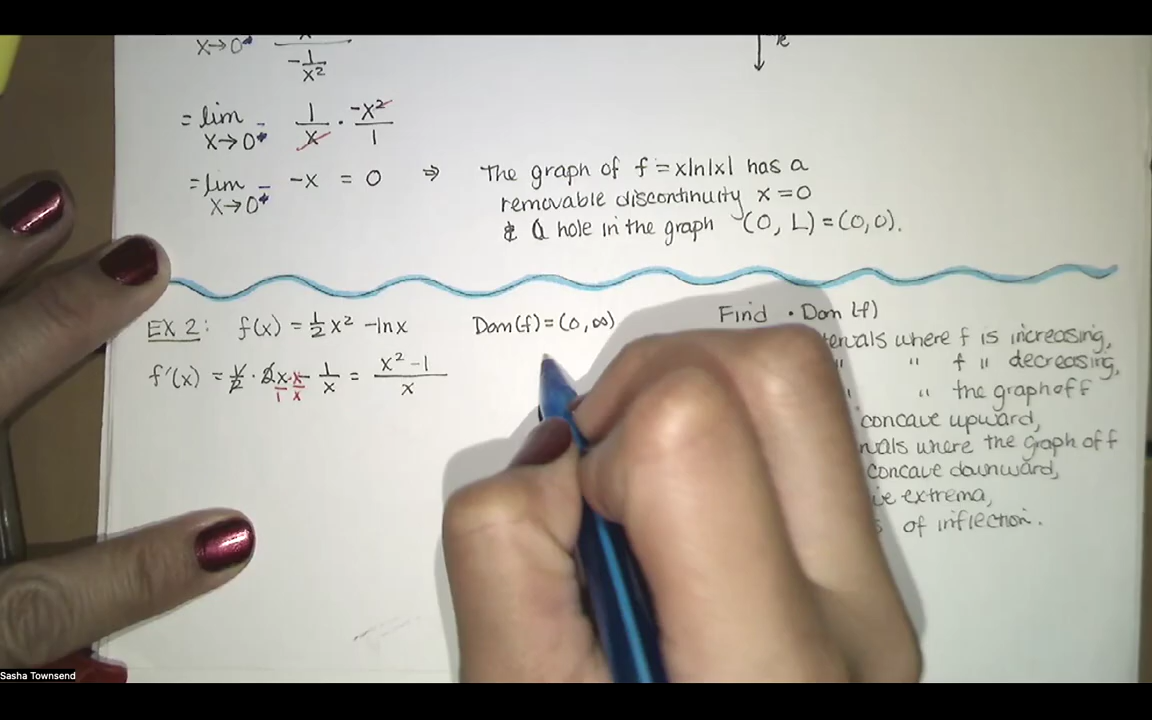 x→0⁺
-1/x²
= lim x→0⁺ - 1/x · -x²/1
= lim x→0⁺ - -x = 0 ⇒ The graph of f = x ln|x| has a
removable discontinuity x = 0
& a hole in the graph (0, L) = (0,0).
EX 2: f(x) = 1/2 x² - ln x Dom(f) = (0, ∞) Find · Dom(f)
f'(x) = 1/2 · 2x · x/x - 1/x = (x² - 1)/x
where f is increasing,
" f " decreasing,
" the graph of f
concave upward,
where the graph of f
concave downward,
extrema,
of inflection.
Sasha Townsend